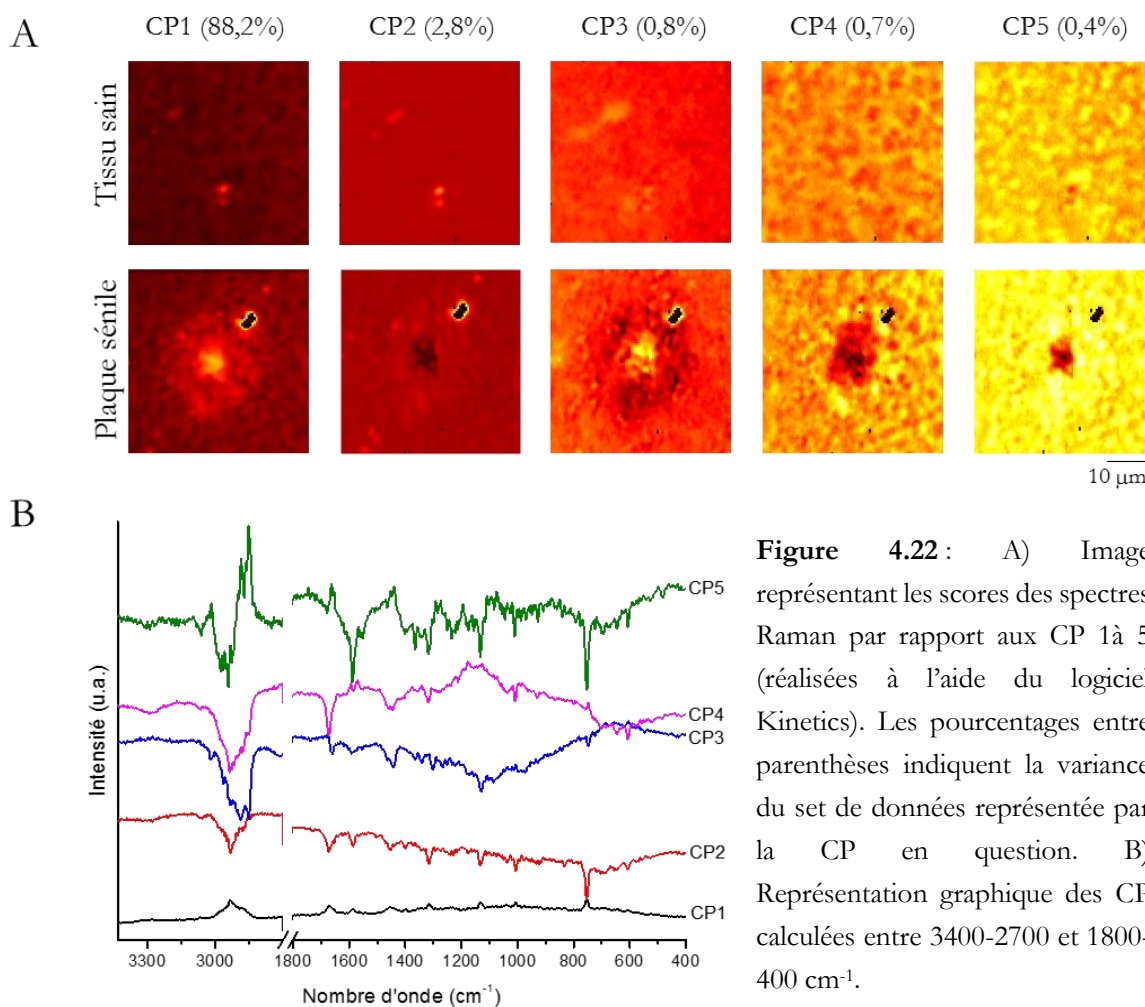 A
CP1 (88,2%) CP2 (2,8%) CP3 (0,8%) CP4 (0,7%) CP5 (0,4%)
Tissu sain
Plaque sénile
10 µm
B
Intensité (u.a.)
CP5
CP4
CP3
CP2
CP1
3300 3000 1800 1600 1400 1200 1000 800 600 400
Nombre d'onde (cm⁻¹)
Figure 4.22 : A) Image
représentant les scores des spectres
Raman par rapport aux CP 1à 5
(réalisées à l'aide du logiciel
Kinetics). Les pourcentages entre
parenthèses indiquent la variance
du set de données représentée par
la CP en question. B)
Représentation graphique des CP
calculées entre 3400-2700 et 1800-
400 cm⁻¹.